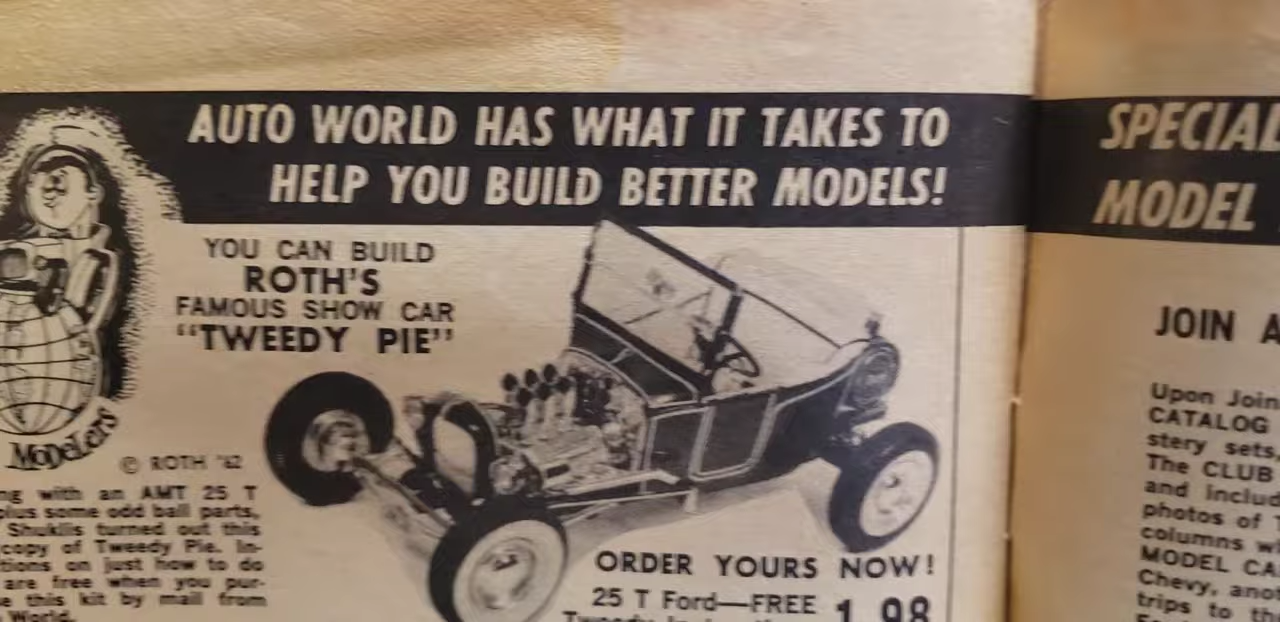 AUTO WORLD HAS WHAT IT TAKES TO
HELP YOU BUILD BETTER MODELS!
YOU CAN BUILD
ROTH'S
FAMOUS SHOW CAR
"TWEEDY PIE"
MODELERS
© ROTH '62
ng with an AMT 25 T
plus some odd ball parts,
Shuklis turned out this
copy of Tweedy Pie. In-
tions on just how to do
are free when you pur-
e this kit by mail from
World.
ORDER YOURS NOW!
25 T Ford—FREE 1.98
SPECIAL
MODEL
JOIN A
Upon Join
CATALOG
stery sets,
The CLUB
and includ
photos of
columns w
MODEL CA
Chevy, anot
trips to th